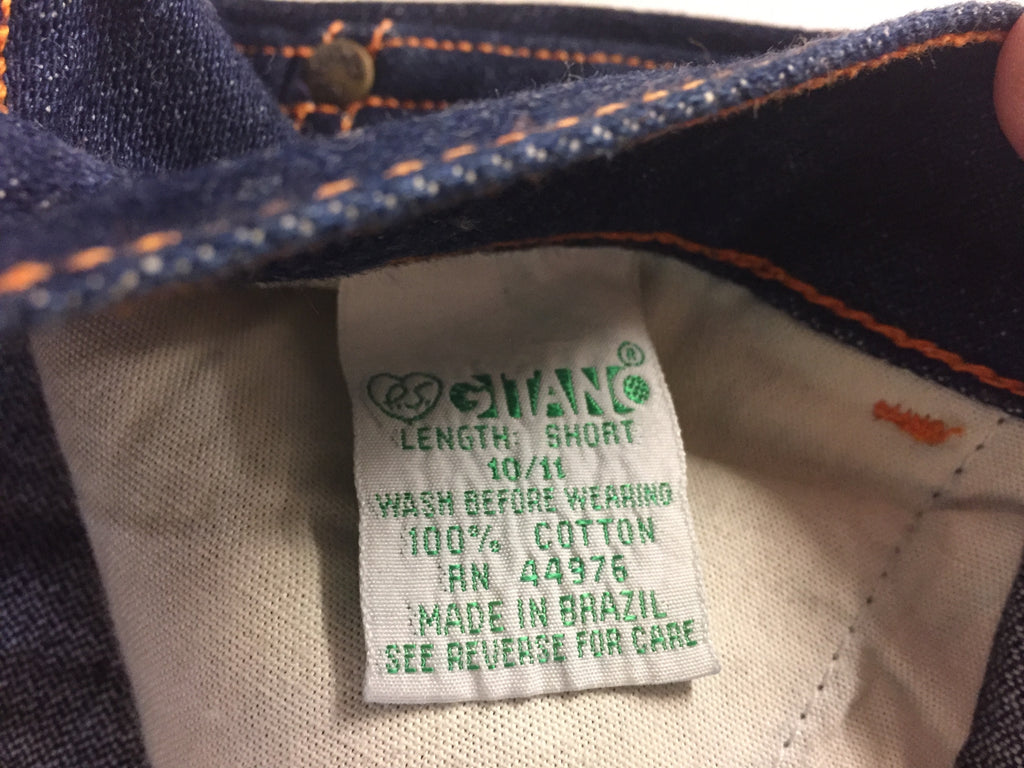 P.S. GITANO ®
LENGTH: SHORT
10/11
WASH BEFORE WEARING
100% COTTON
RN 44976
MADE IN BRAZIL
SEE REVERSE FOR CARE